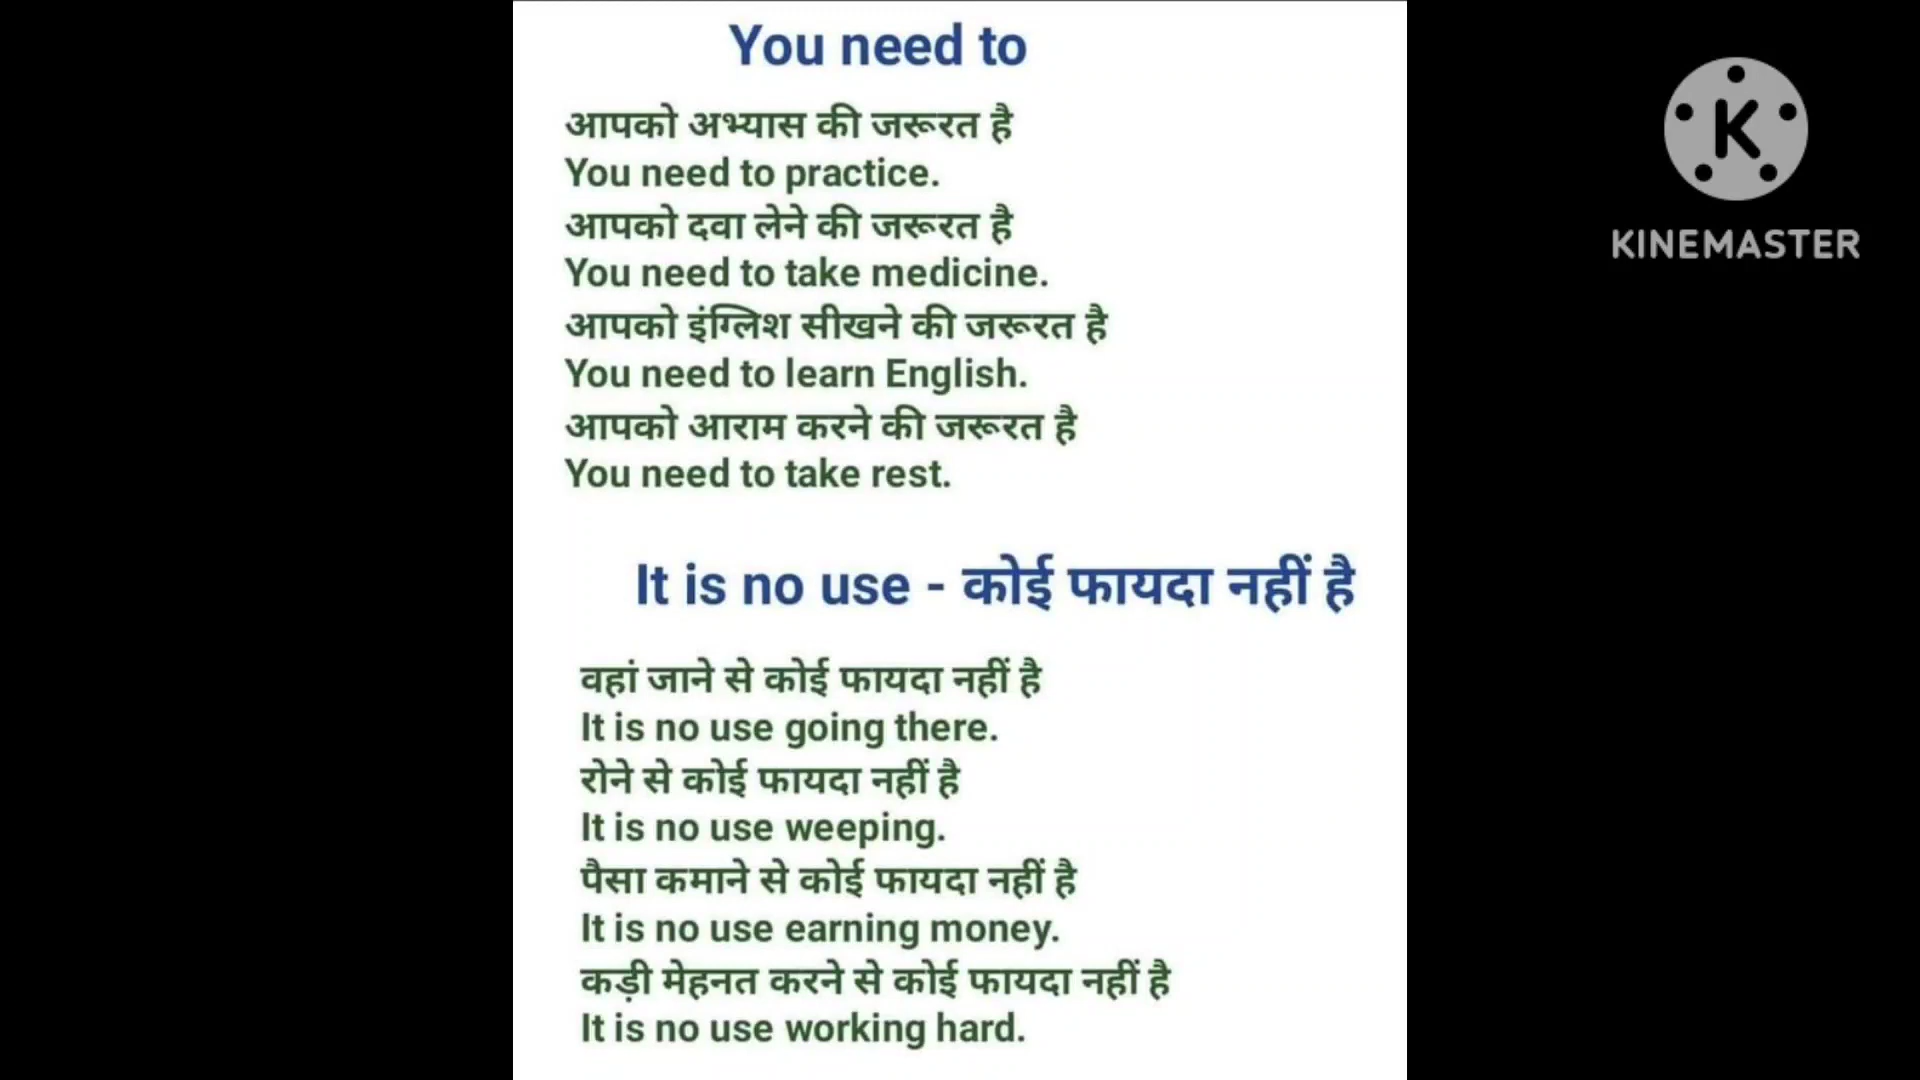 You need to
आपको अभ्यास की जरूरत है
You need to practice.
आपको दवा लेने की जरूरत है
You need to take medicine.
आपको इंग्लिश सीखने की जरूरत है
You need to learn English.
आपको आराम करने की जरूरत है
You need to take rest.
It is no use - कोई फायदा नहीं है
वहां जाने से कोई फायदा नहीं है
It is no use going there.
रोने से कोई फायदा नहीं है
It is no use weeping.
पैसा कमाने से कोई फायदा नहीं है
It is no use earning money.
कड़ी मेहनत करने से कोई फायदा नहीं है
It is no use working hard.
K
KINEMASTER